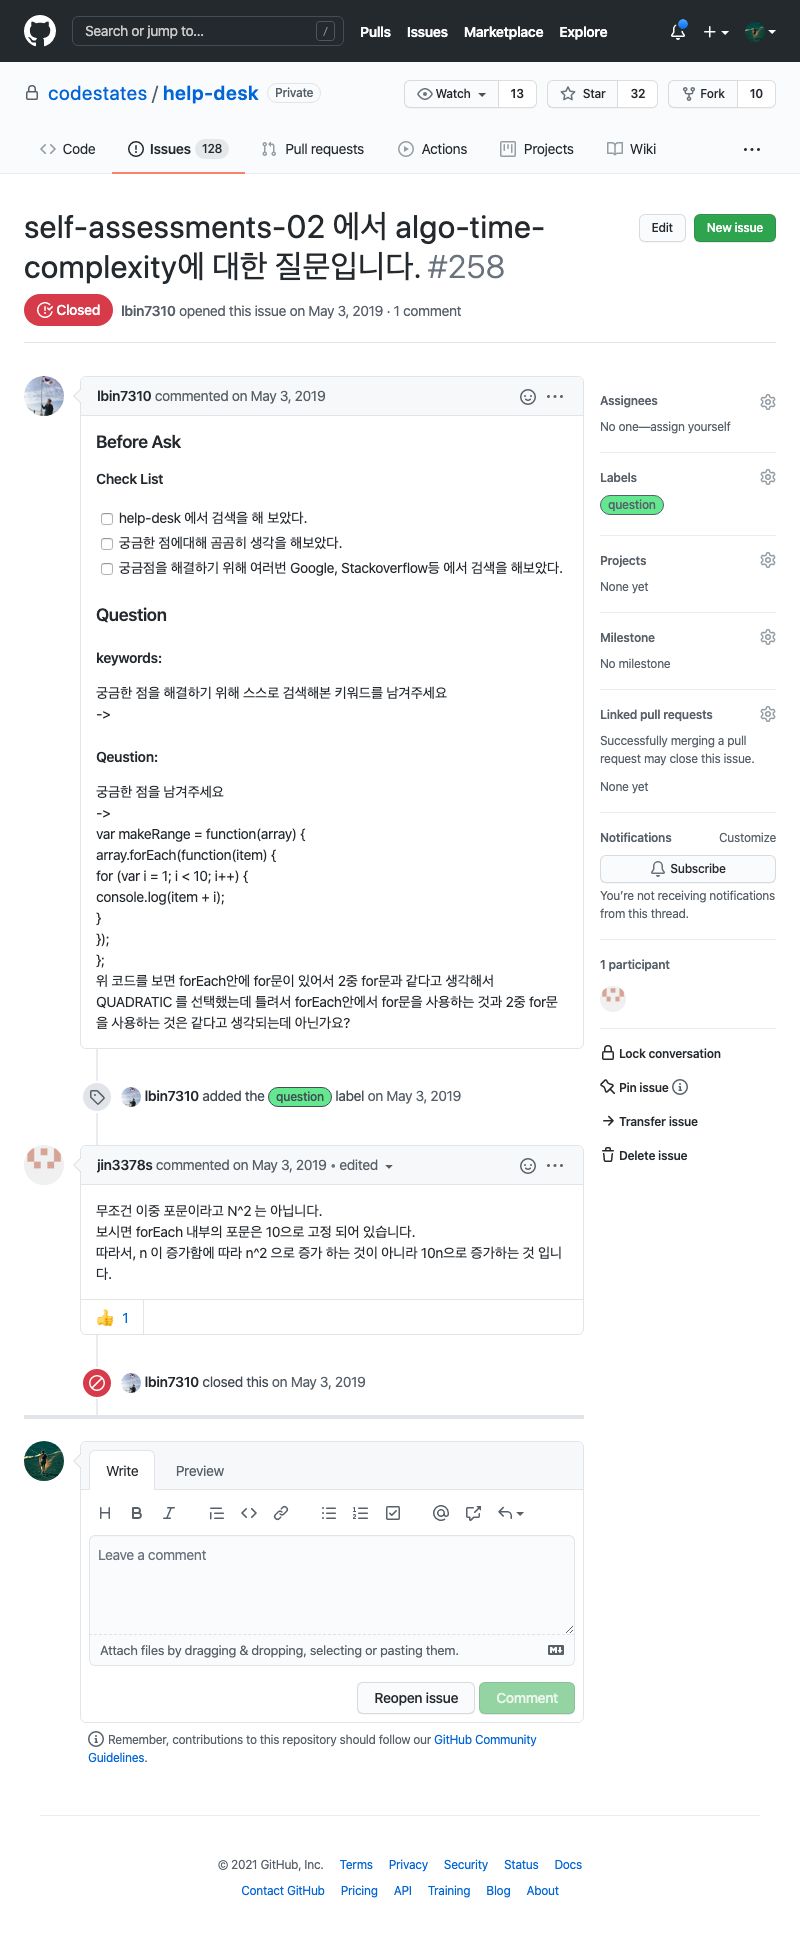 Search or jump to... /
Pulls Issues Marketplace Explore
codestates / help-desk Private
Watch 13 Star 32 Fork 10
Code Issues 128 Pull requests Actions Projects Wiki ...
self-assessments-02 에서 algo-time-
complexity에 대한 질문입니다. #258
Edit New issue
Closed lbin7310 opened this issue on May 3, 2019 · 1 comment
lbin7310 commented on May 3, 2019
Before Ask
Check List
help-desk 에서 검색을 해 보았다.
궁금한 점에대해 곰곰히 생각을 해보았다.
궁금점을 해결하기 위해 여러번 Google, Stackoverflow등 에서 검색을 해보았다.
Question
keywords:
궁금한 점을 해결하기 위해 스스로 검색해본 키워드를 남겨주세요
->
Qeustion:
궁금한 점을 남겨주세요
->
var makeRange = function(array) {
array.forEach(function(item) {
for (var i = 1; i < 10; i++) {
console.log(item + i);
}
});
};
위 코드를 보면 forEach안에 for문이 있어서 2중 for문과 같다고 생각해서
QUADRATIC 를 선택했는데 틀려서 forEach안에서 for문을 사용하는 것과 2중 for문
을 사용하는 것은 같다고 생각되는데 아닌가요?
lbin7310 added the question label on May 3, 2019
jin3378s commented on May 3, 2019 • edited
무조건 이중 포문이라고 N^2 는 아닙니다.
보시면 forEach 내부의 포문은 10으로 고정 되어 있습니다.
따라서, n 이 증가함에 따라 n^2 으로 증가 하는 것이 아니라 10n으로 증가하는 것 입니
다.
👍 1
lbin7310 closed this on May 3, 2019
Write Preview
Leave a comment
Attach files by dragging & dropping, selecting or pasting them.
Reopen issue Comment
Remember, contributions to this repository should follow our GitHub Community
Guidelines.
Assignees
No one—assign yourself
Labels
question
Projects
None yet
Milestone
No milestone
Linked pull requests
Successfully merging a pull
request may close this issue.
None yet
Notifications Customize
Subscribe
You're not receiving notifications
from this thread.
1 participant
Lock conversation
Pin issue
Transfer issue
Delete issue
© 2021 GitHub, Inc. Terms Privacy Security Status Docs
Contact GitHub Pricing API Training Blog About